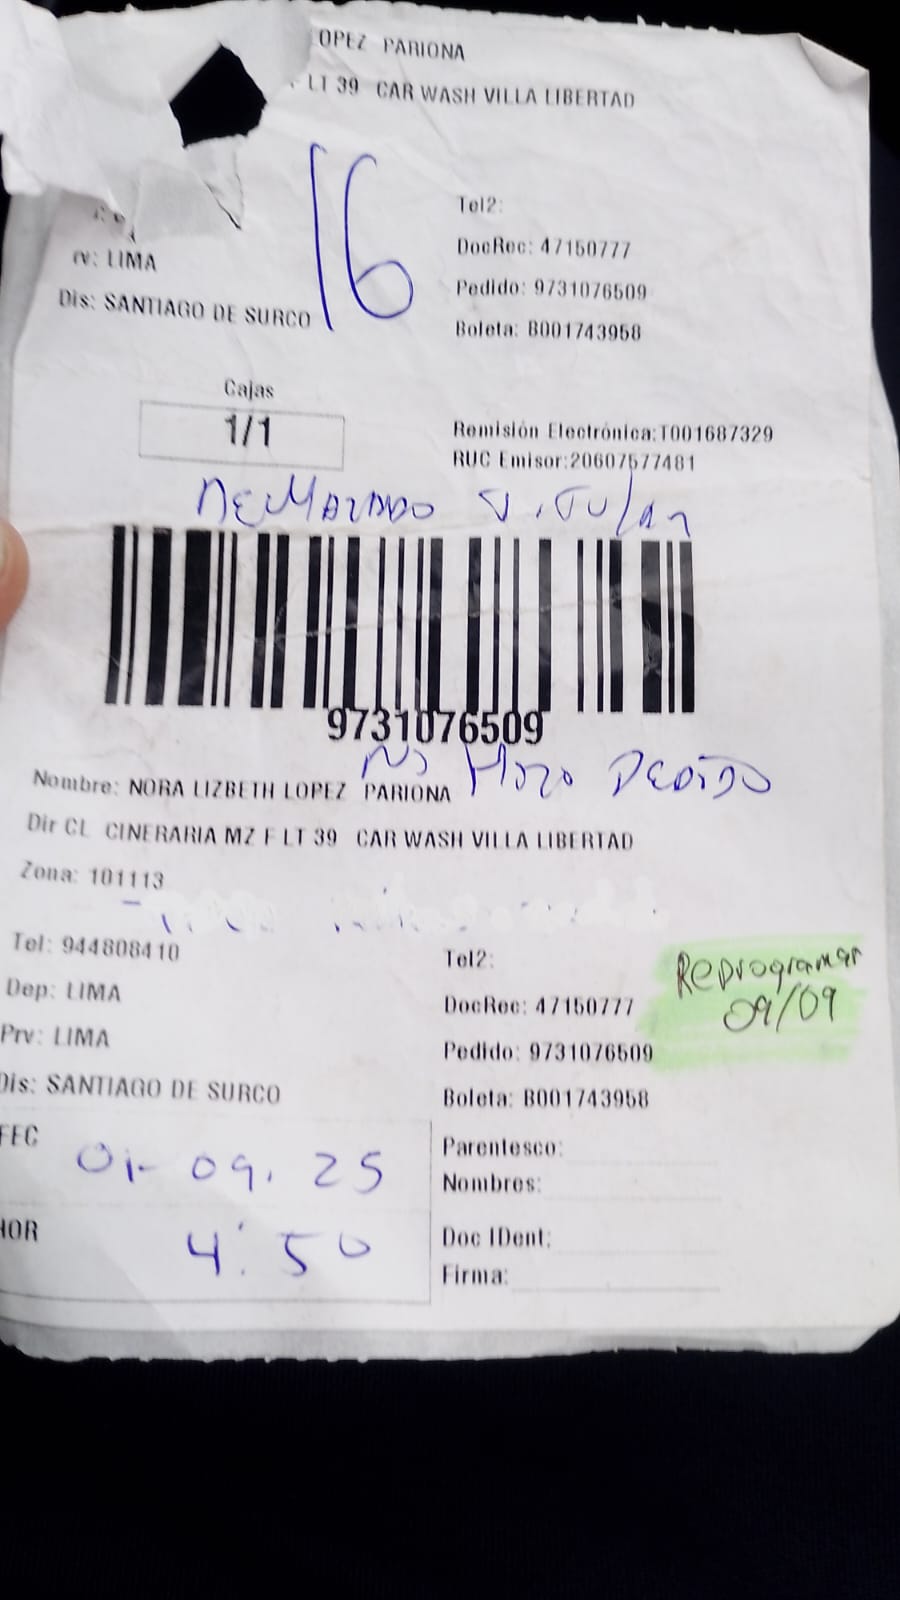 OPEZ PARIONA
LT 39 CAR WASH VILLA LIBERTAD
16
Tel2:
DocRec: 47150777
rv: LIMA
Pedido: 9731076509
Dis: SANTIAGO DE SURCO
Boleta: B001743958
Cajas
1/1
Remisión Electrónica:T001687329
RUC Emisor:20607577481
Titular
9731076509
No Hizo Pedido
Nombre: NORA LIZBETH LOPEZ PARIONA
Dir CL CINERARIA MZ F LT 39 CAR WASH VILLA LIBERTAD
Zona: 101113
Tel: 944808410
Tel2:
Reprogramar
09/09
Dep: LIMA
DocRec: 47150777
Prv: LIMA
Pedido: 9731076509
Dis: SANTIAGO DE SURCO
Boleta: B001743958
FEC
01-09.25
Parentesco:
Nombres:
HOR
4:50
Doc IDent:
Firma: